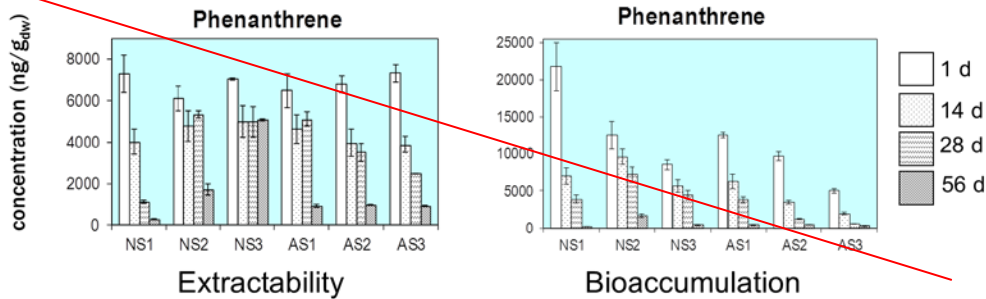 Phenanthrene
concentration (ng/gdw)
8000
6000
4000
2000
0
NS1 NS2 NS3 AS1 AS2 AS3
Extractability
Phenanthrene
25000
20000
15000
10000
5000
0
NS1 NS2 NS3 AS1 AS2 AS3
Bioaccumulation
1 d
14 d
28 d
56 d